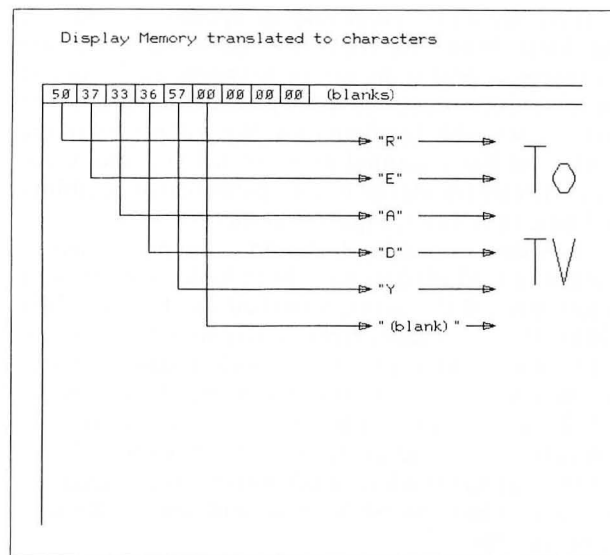 Display Memory translated to characters
50 37 33 36 57 00 00 00 00 (blanks)
"R"
"E"
"A"
"D"
"Y
"(blank)"
To
TV